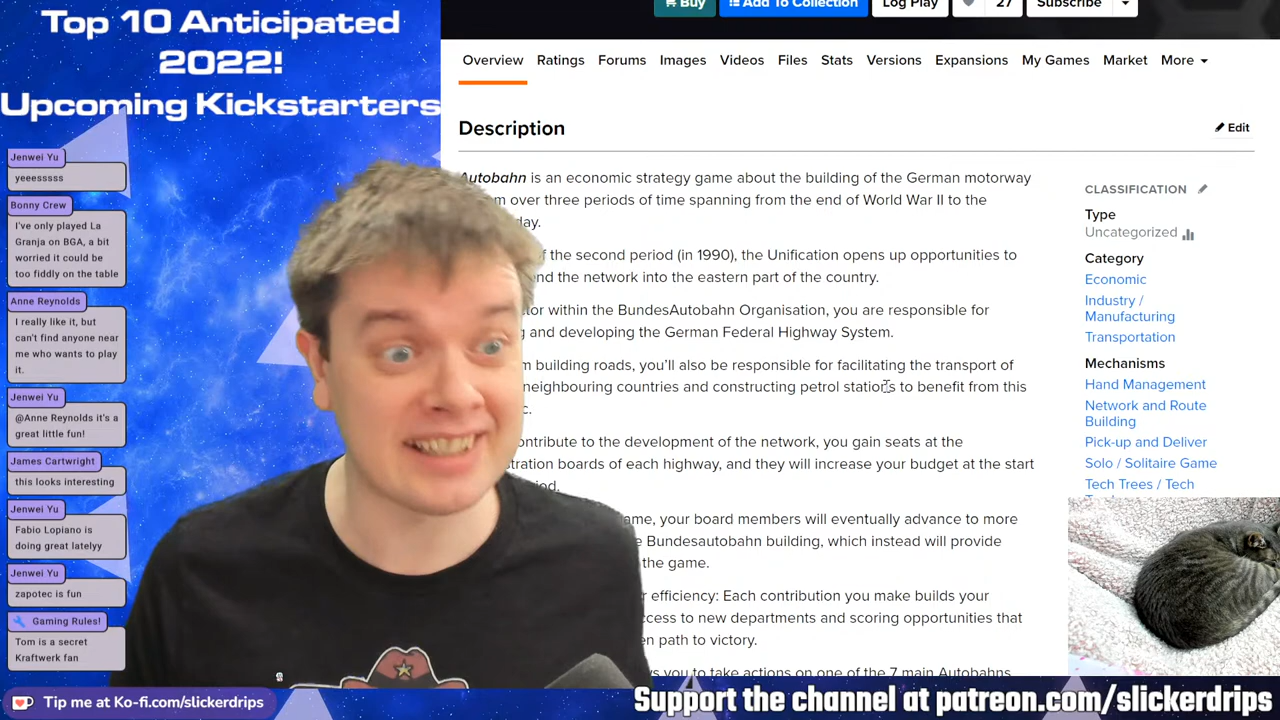 Top 10 Anticipated
2022!
Upcoming Kickstarters
Jenwei Yu
yeeesssss
Bonny Crew
I've only played La
Granja on BGA, a bit
worried it could be
too fiddly on the table
Anne Reynolds
I really like it, but
can't find anyone near
me who wants to play
it.
Jenwei Yu
@Anne Reynolds it's a
great little fun!
James Cartwright
this looks interesting
Jenwei Yu
Fabio Lopiano is
doing great latelyy
Jenwei Yu
zapotec is fun
Gaming Rules!
Tom is a secret
Kraftwerk fan
Tip me at Ko-fi.com/slickerdrips
Buy
Add To Collection
Log Play
27
Subscribe
Overview Ratings Forums Images Videos Files Stats Versions Expansions My Games Market More
Description
Edit
Autobahn is an economic strategy game about the building of the German motorway
over three periods of time spanning from the end of World War II to the
day.
of the second period (in 1990), the Unification opens up opportunities to
the network into the eastern part of the country.
within the BundesAutobahn Organisation, you are responsible for
and developing the German Federal Highway System.
building roads, you'll also be responsible for facilitating the transport of
neighbouring countries and constructing petrol stations to benefit from this
contribute to the development of the network, you gain seats at the
boards of each highway, and they will increase your budget at the start
your board members will eventually advance to more
Bundesautobahn building, which instead will provide
the game.
efficiency: Each contribution you make builds your
to new departments and scoring opportunities that
path to victory.
you to take actions on one of the 7 main Autobahns
CLASSIFICATION
Type
Uncategorized
Category
Economic
Industry /
Manufacturing
Transportation
Mechanisms
Hand Management
Network and Route
Building
Pick-up and Deliver
Solo / Solitaire Game
Tech Trees / Tech
Support the channel at patreon.com/slickerdrips